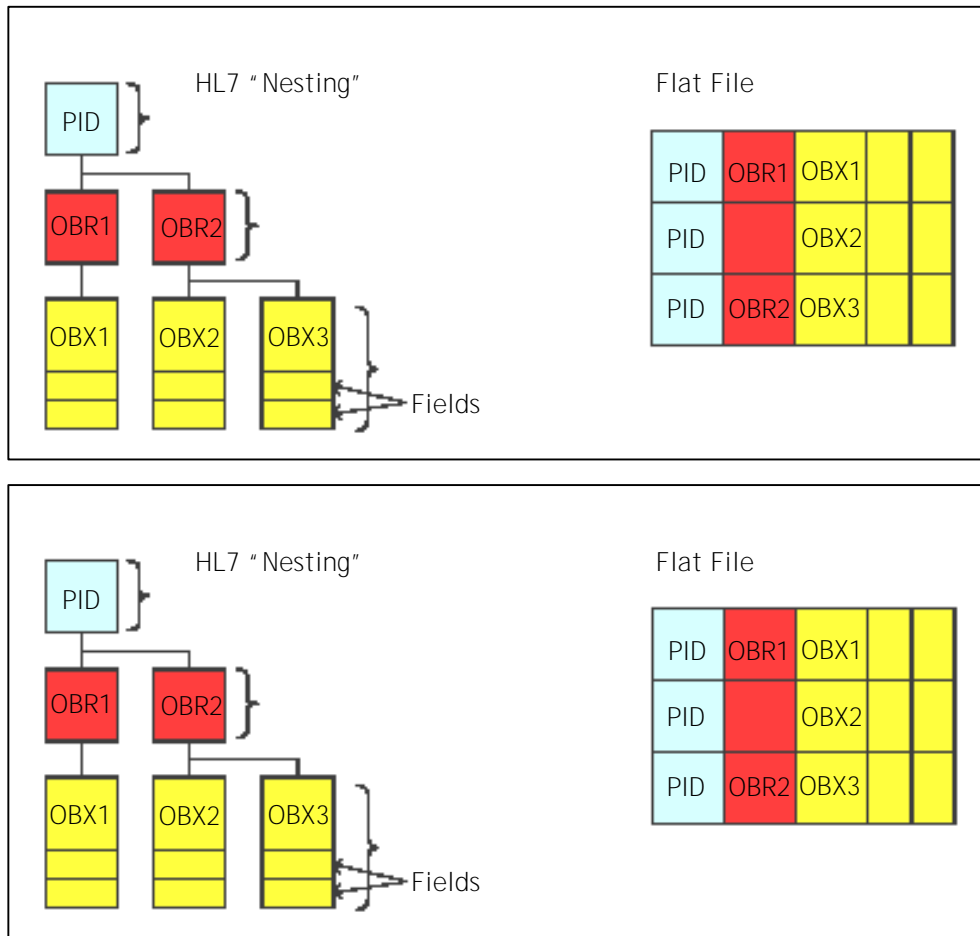 HL7 “Nesting”
Flat File
PID
PID OBR1 OBX1
OBR1 OBR2
PID OBX2
PID OBR2 OBX3
OBX1 OBX2 OBX3
Fields
HL7 “Nesting”
Flat File
PID
PID OBR1 OBX1
OBR1 OBR2
PID OBX2
PID OBR2 OBX3
OBX1 OBX2 OBX3
Fields